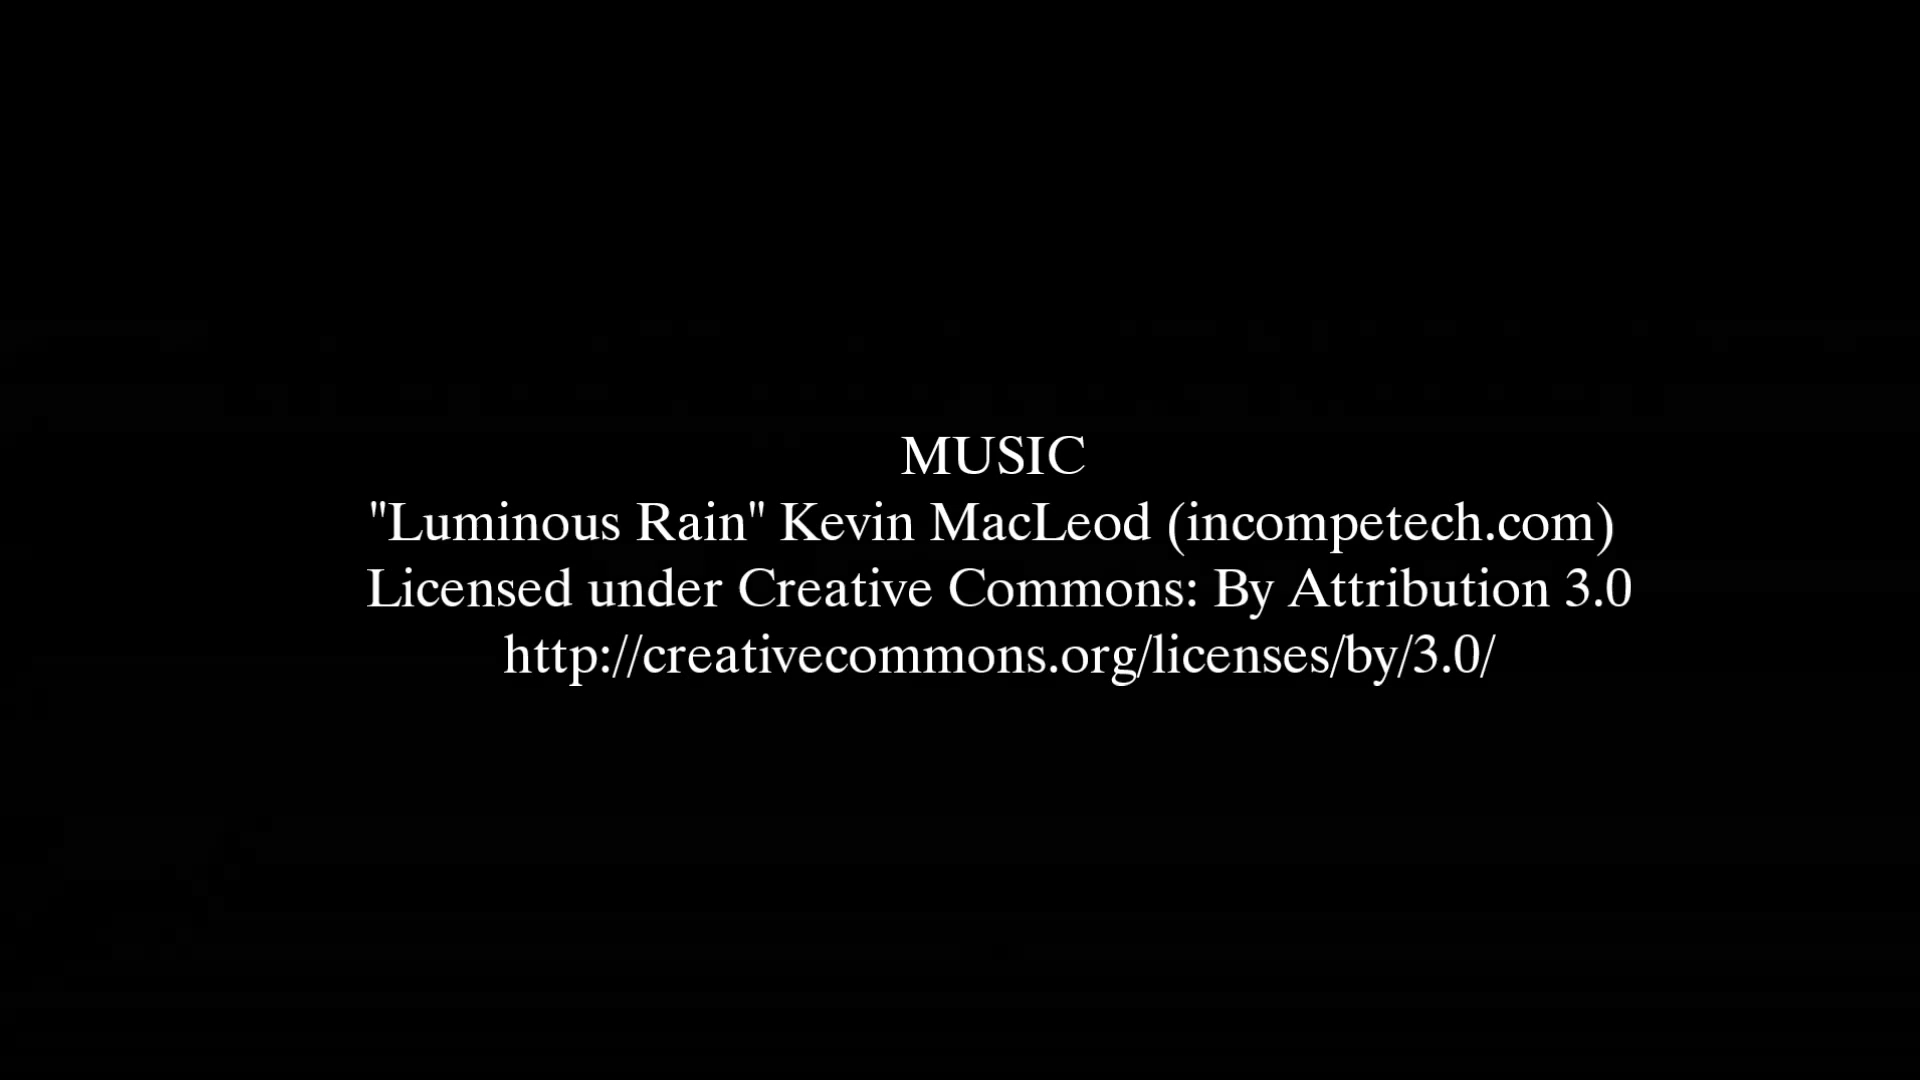 MUSIC
"Luminous Rain" Kevin MacLeod (incompetech.com)
Licensed under Creative Commons: By Attribution 3.0
http://creativecommons.org/licenses/by/3.0/